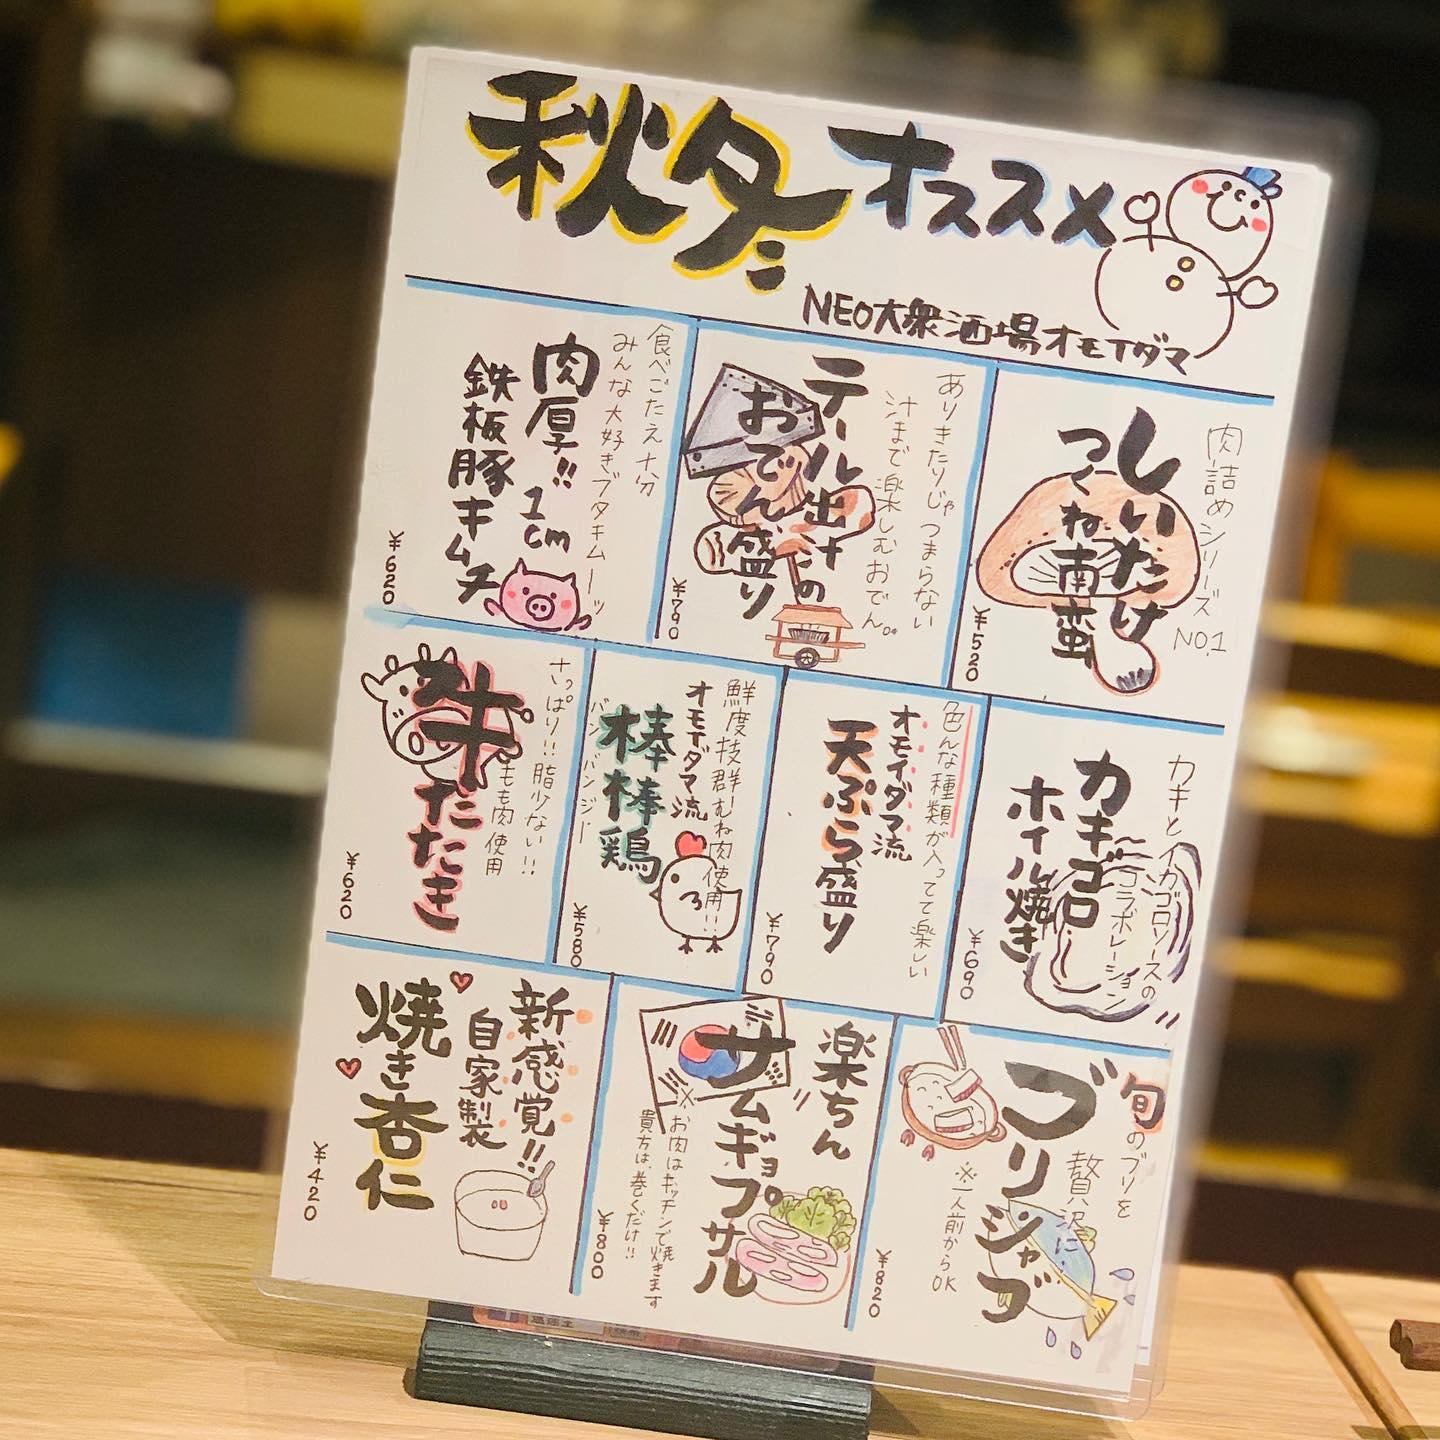 秋冬オススメ
NEO大衆酒場オモイダマ
肉詰めシリーズNO.1
しいたけ
つくね南蛮
¥520
ありきたりじゃつまらない
汁まで楽しむおでん。
テール出汁の
おでん盛り
¥790
食べごたえ十分
みんな大好きブタキムーッ
肉厚!!1cm
鉄板豚キムチ
¥620
カキとイカゴロソースの
コラボレーション
カキゴロ
ホイル焼き
¥690
色んな種類が入ってて楽しい
オモイダマ流
天ぷら盛り
¥790
鮮度抜群むね肉使用!!
オモイダマ流
棒棒鶏
バンバンジー
¥580
さっぱり!!脂少ない!!
もも肉使用
牛たたき
¥620
旬のブリを
贅沢に
ブリシャブ
※一人前からOK
¥820
楽ちん
サムギョプサル
※お肉はキッチンで焼きます
貴方は、巻くだけ!!
¥800
新感覚!!
自家製
焼き杏仁
¥420